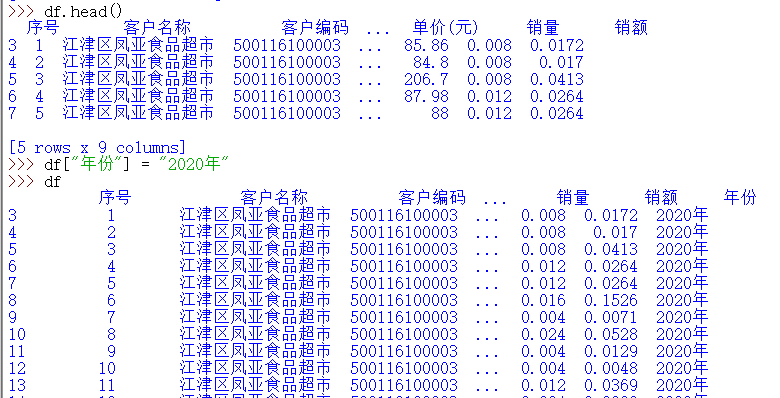 >>> df.head()
序号 客户名称 客户编码 ... 单价(元) 销量 销额
3 1 江津区凤亚食品超市 500116100003 ... 85.86 0.008 0.0172
4 2 江津区凤亚食品超市 500116100003 ... 84.8 0.008 0.017
5 3 江津区凤亚食品超市 500116100003 ... 206.7 0.008 0.0413
6 4 江津区凤亚食品超市 500116100003 ... 87.98 0.012 0.0264
7 5 江津区凤亚食品超市 500116100003 ... 88 0.012 0.0264
[5 rows x 9 columns]
>>> df["年份"] = "2020年"
>>> df
序号 客户名称 客户编码 ... 销量 销额 年份
3 1 江津区凤亚食品超市 500116100003 ... 0.008 0.0172 2020年
4 2 江津区凤亚食品超市 500116100003 ... 0.008 0.017 2020年
5 3 江津区凤亚食品超市 500116100003 ... 0.008 0.0413 2020年
6 4 江津区凤亚食品超市 500116100003 ... 0.012 0.0264 2020年
7 5 江津区凤亚食品超市 500116100003 ... 0.012 0.0264 2020年
8 6 江津区凤亚食品超市 500116100003 ... 0.016 0.1526 2020年
9 7 江津区凤亚食品超市 500116100003 ... 0.004 0.0071 2020年
10 8 江津区凤亚食品超市 500116100003 ... 0.024 0.0528 2020年
11 9 江津区凤亚食品超市 500116100003 ... 0.004 0.0129 2020年
12 10 江津区凤亚食品超市 500116100003 ... 0.004 0.0048 2020年
13 11 江津区凤亚食品超市 500116100003 ... 0.012 0.0369 2020年